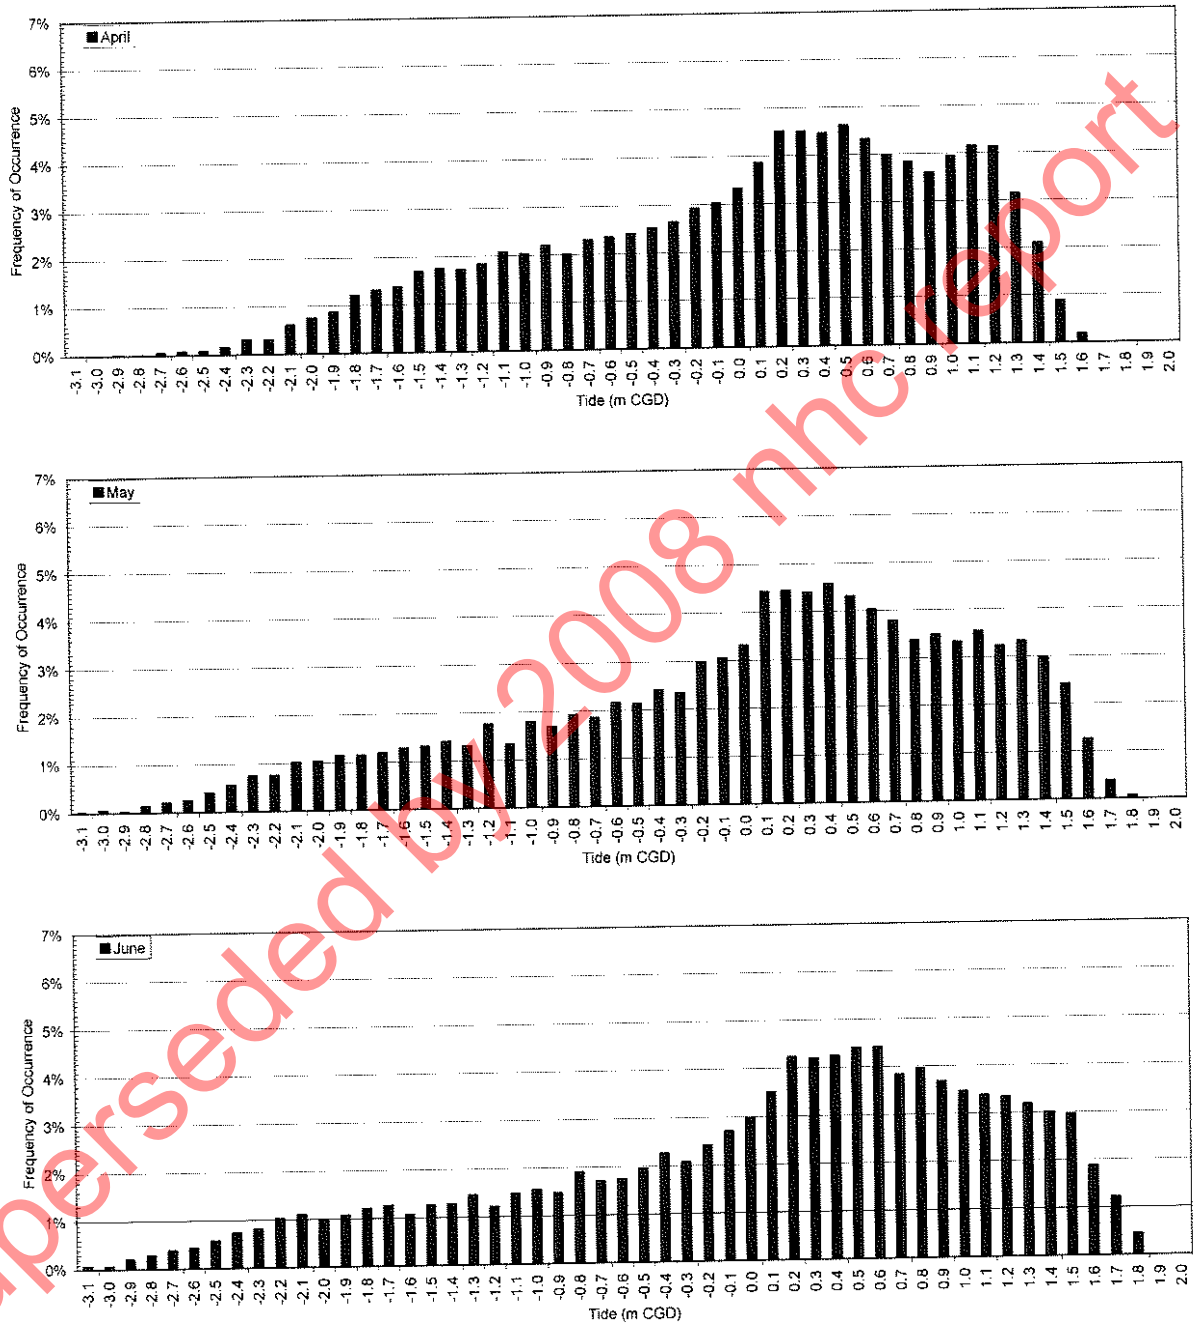 7%
April
6%
5%
4%
3%
2%
1%
0%
Frequency of Occurrence
-3.1 -3.0 -2.9 -2.8 -2.7 -2.6 -2.5 -2.4 -2.3 -2.2 -2.1 -2.0 -1.9 -1.8 -1.7 -1.6 -1.5 -1.4 -1.3 -1.2 -1.1 -1.0 -0.9 -0.8 -0.7 -0.6 -0.5 -0.4 -0.3 -0.2 -0.1 0.0 0.1 0.2 0.3 0.4 0.5 0.6 0.7 0.8 0.9 1.0 1.1 1.2 1.3 1.4 1.5 1.6 1.7 1.8 1.9 2.0
Tide (m CGD)
7%
May
6%
5%
4%
3%
2%
1%
0%
Frequency of Occurrence
-3.1 -3.0 -2.9 -2.8 -2.7 -2.6 -2.5 -2.4 -2.3 -2.2 -2.1 -2.0 -1.9 -1.8 -1.7 -1.6 -1.5 -1.4 -1.3 -1.2 -1.1 -1.0 -0.9 -0.8 -0.7 -0.6 -0.5 -0.4 -0.3 -0.2 -0.1 0.0 0.1 0.2 0.3 0.4 0.5 0.6 0.7 0.8 0.9 1.0 1.1 1.2 1.3 1.4 1.5 1.6 1.7 1.8 1.9 2.0
Tide (m CGD)
7%
June
6%
5%
4%
3%
2%
1%
0%
Frequency of Occurrence
-3.1 -3.0 -2.9 -2.8 -2.7 -2.6 -2.5 -2.4 -2.3 -2.2 -2.1 -2.0 -1.9 -1.8 -1.7 -1.6 -1.5 -1.4 -1.3 -1.2 -1.1 -1.0 -0.9 -0.8 -0.7 -0.6 -0.5 -0.4 -0.3 -0.2 -0.1 0.0 0.1 0.2 0.3 0.4 0.5 0.6 0.7 0.8 0.9 1.0 1.1 1.2 1.3 1.4 1.5 1.6 1.7 1.8 1.9 2.0
Tide (m CGD)
perseded by 2008 nhc report